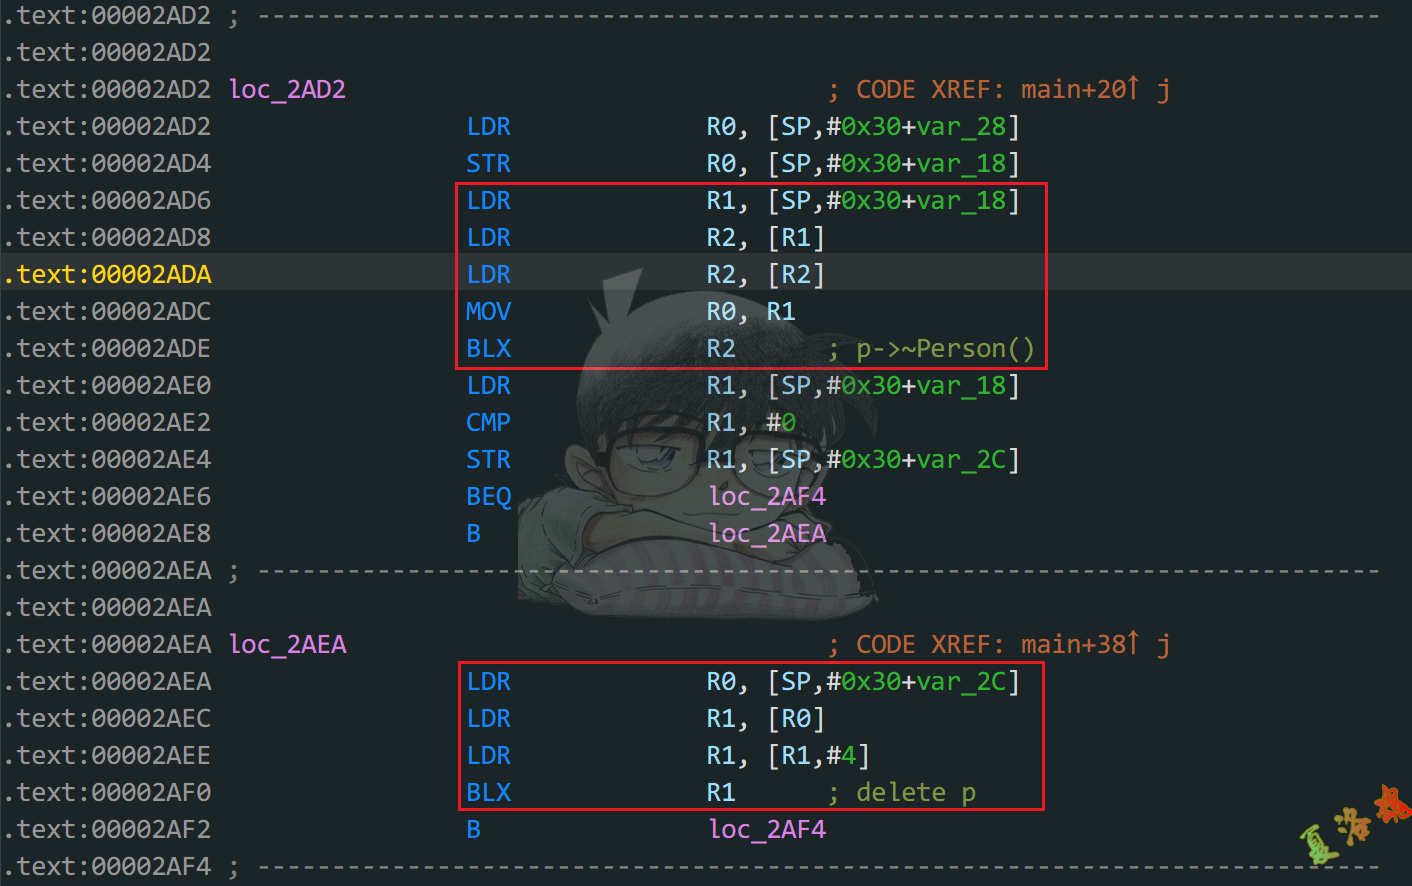 .text:00002AD2 ; ---------------------------------------------------------------------------
.text:00002AD2
.text:00002AD2 loc_2AD2 ; CODE XREF: main+20↑ j
.text:00002AD2 LDR R0, [SP,#0x30+var_28]
.text:00002AD4 STR R0, [SP,#0x30+var_18]
.text:00002AD6 LDR R1, [SP,#0x30+var_18]
.text:00002AD8 LDR R2, [R1]
.text:00002ADA LDR R2, [R2]
.text:00002ADC MOV R0, R1
.text:00002ADE BLX R2 ; p->~Person()
.text:00002AE0 LDR R1, [SP,#0x30+var_18]
.text:00002AE2 CMP R1, #0
.text:00002AE4 STR R1, [SP,#0x30+var_2C]
.text:00002AE6 BEQ loc_2AF4
.text:00002AE8 B loc_2AEA
.text:00002AEA ; ---------------------------------------------------------------------------
.text:00002AEA
.text:00002AEA loc_2AEA ; CODE XREF: main+38↑ j
.text:00002AEA LDR R0, [SP,#0x30+var_2C]
.text:00002AEC LDR R1, [R0]
.text:00002AEE LDR R1, [R1,#4]
.text:00002AF0 BLX R1 ; delete p
.text:00002AF2 B loc_2AF4
.text:00002AF4 ; ---------------------------------------------------------------------------
夏洛